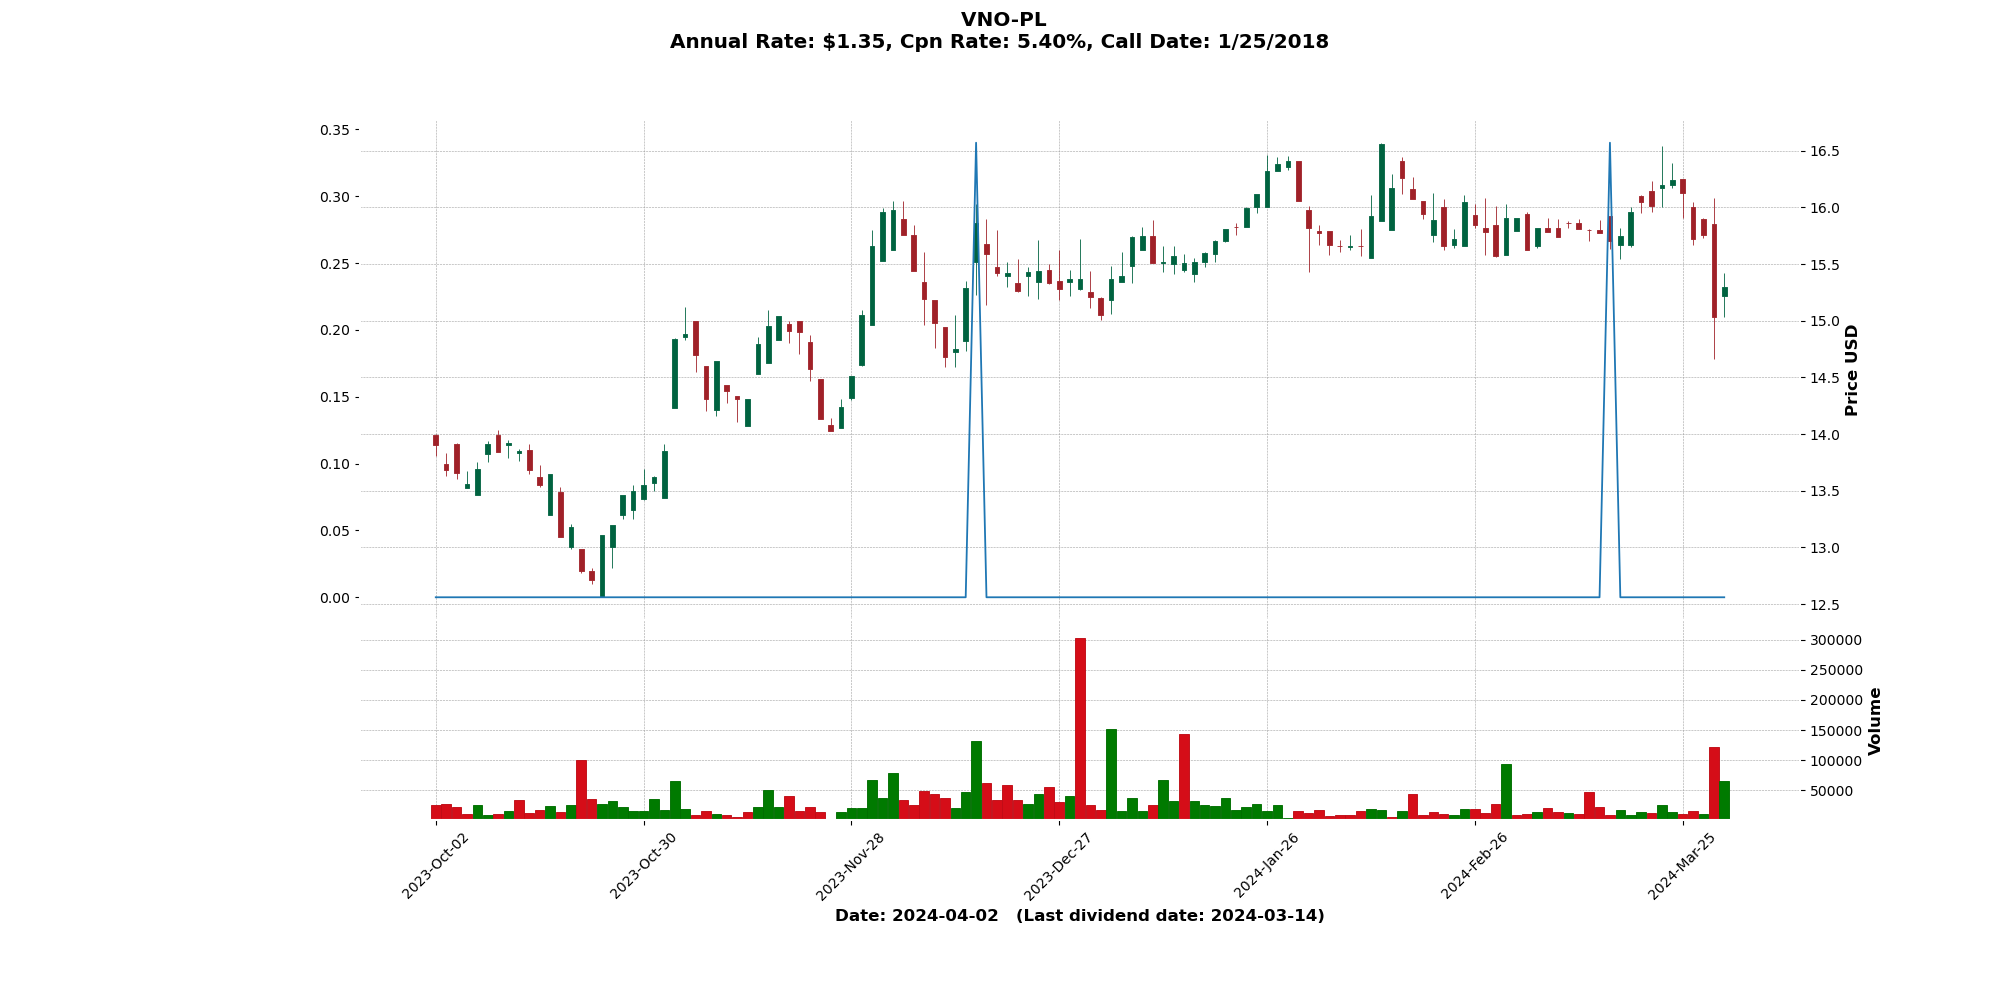 VNO-PL
Annual Rate: $1.35, Cpn Rate: 5.40%, Call Date: 1/25/2018
0.35
0.30
0.25
0.20
0.15
0.10
0.05
0.00
16.5
16.0
15.5
15.0
14.5
14.0
13.5
13.0
12.5
Price USD
300000
250000
200000
150000
100000
50000
Volume
2023-Oct-02
2023-Oct-30
2023-Nov-28
2023-Dec-27
2024-Jan-26
2024-Feb-26
2024-Mar-25
Date: 2024-04-02   (Last dividend date: 2024-03-14)